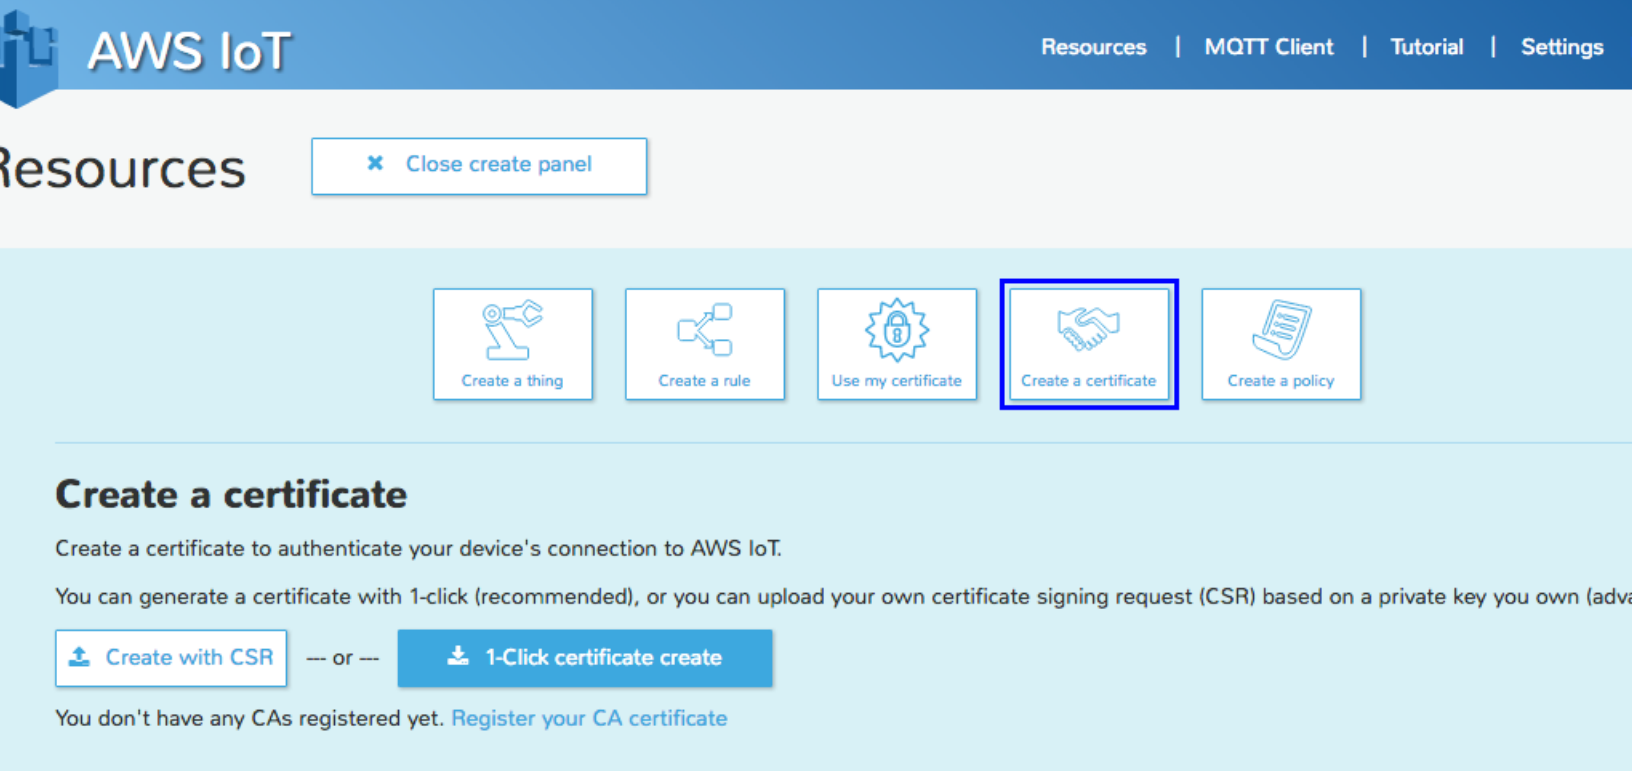 AWS IoT
Resources | MQTT Client | Tutorial | Settings
Resources
Close create panel
Create a thing
Create a rule
Use my certificate
Create a certificate
Create a policy
Create a certificate
Create a certificate to authenticate your device's connection to AWS IoT.
You can generate a certificate with 1-click (recommended), or you can upload your own certificate signing request (CSR) based on a private key you own
Create with CSR --- or --- 1-Click certificate create
You don't have any CAs registered yet. Register your CA certificate